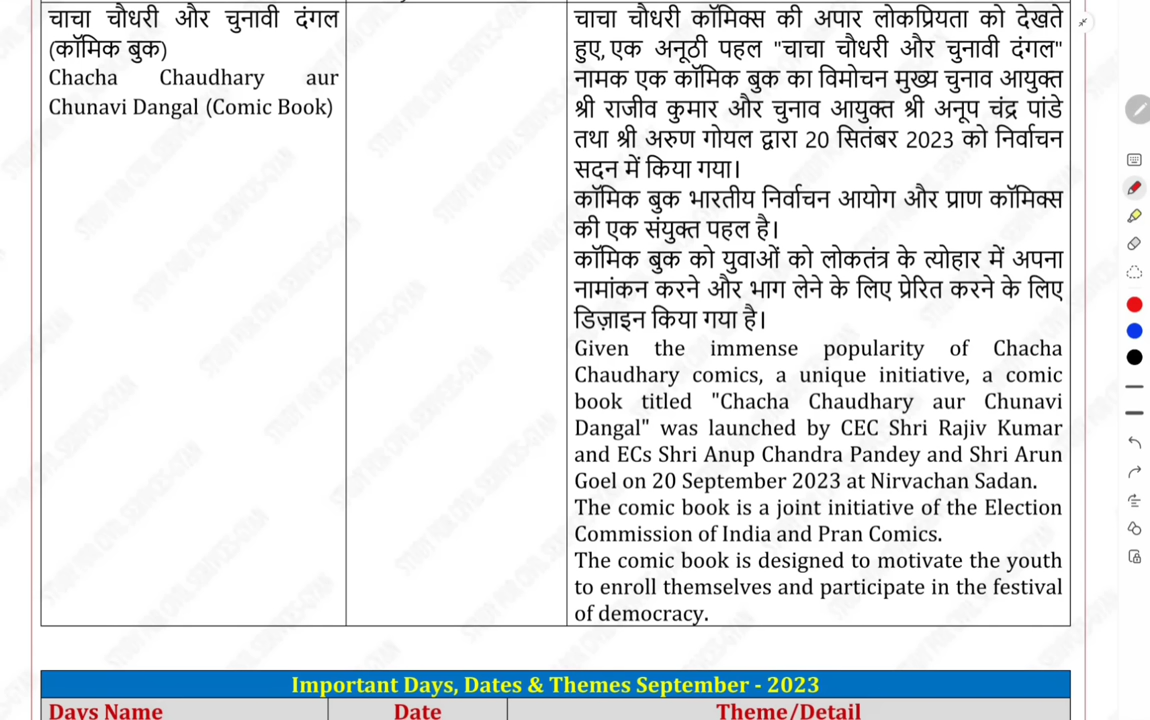 चाचा चौधरी और चुनावी दंगल
(कॉमिक बुक)
Chacha Chaudhary aur
Chunavi Dangal (Comic Book)
चाचा चौधरी कॉमिक्स की अपार लोकप्रियता को देखते
हुए, एक अनूठी पहल "चाचा चौधरी और चुनावी दंगल"
नामक एक कॉमिक बुक का विमोचन मुख्य चुनाव आयुक्त
श्री राजीव कुमार और चुनाव आयुक्त श्री अनूप चंद्र पांडे
तथा श्री अरुण गोयल द्वारा 20 सितंबर 2023 को निर्वाचन
सदन में किया गया।
कॉमिक बुक भारतीय निर्वाचन आयोग और प्राण कॉमिक्स
की एक संयुक्त पहल है।
कॉमिक बुक को युवाओं को लोकतंत्र के त्योहार में अपना
नामांकन करने और भाग लेने के लिए प्रेरित करने के लिए
डिज़ाइन किया गया है।
Given the immense popularity of Chacha
Chaudhary comics, a unique initiative, a comic
book titled "Chacha Chaudhary aur Chunavi
Dangal" was launched by CEC Shri Rajiv Kumar
and ECs Shri Anup Chandra Pandey and Shri Arun
Goel on 20 September 2023 at Nirvachan Sadan.
The comic book is a joint initiative of the Election
Commission of India and Pran Comics.
The comic book is designed to motivate the youth
to enroll themselves and participate in the festival
of democracy.
Important Days, Dates & Themes September - 2023
Days Name Date Theme/Detail